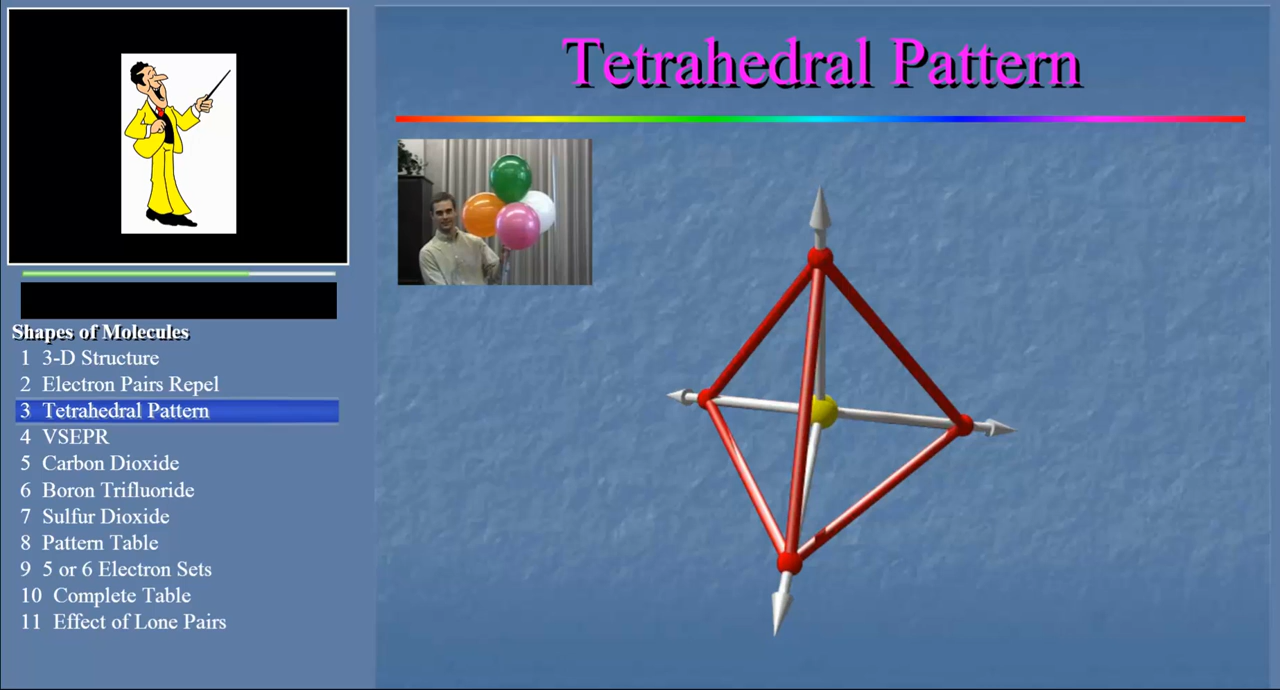 Tetrahedral Pattern
Shapes of Molecules
1 3-D Structure
2 Electron Pairs Repel
3 Tetrahedral Pattern
4 VSEPR
5 Carbon Dioxide
6 Boron Trifluoride
7 Sulfur Dioxide
8 Pattern Table
9 5 or 6 Electron Sets
10 Complete Table
11 Effect of Lone Pairs